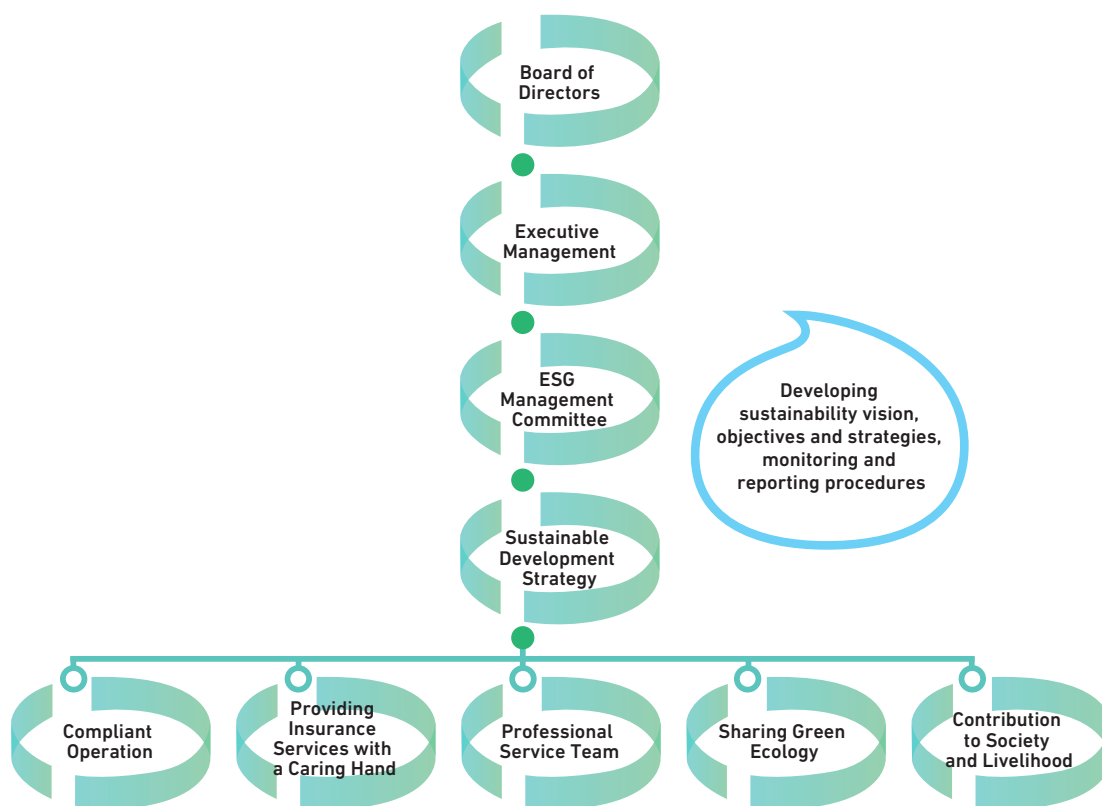 Board of
Directors
Executive
Management
ESG
Management
Committee
Developing
sustainability vision,
objectives and strategies,
monitoring and
reporting procedures
Sustainable
Development
Strategy
Compliant
Operation
Providing
Insurance
Services with
a Caring Hand
Professional
Service Team
Sharing Green
Ecology
Contribution
to Society
and Livelihood